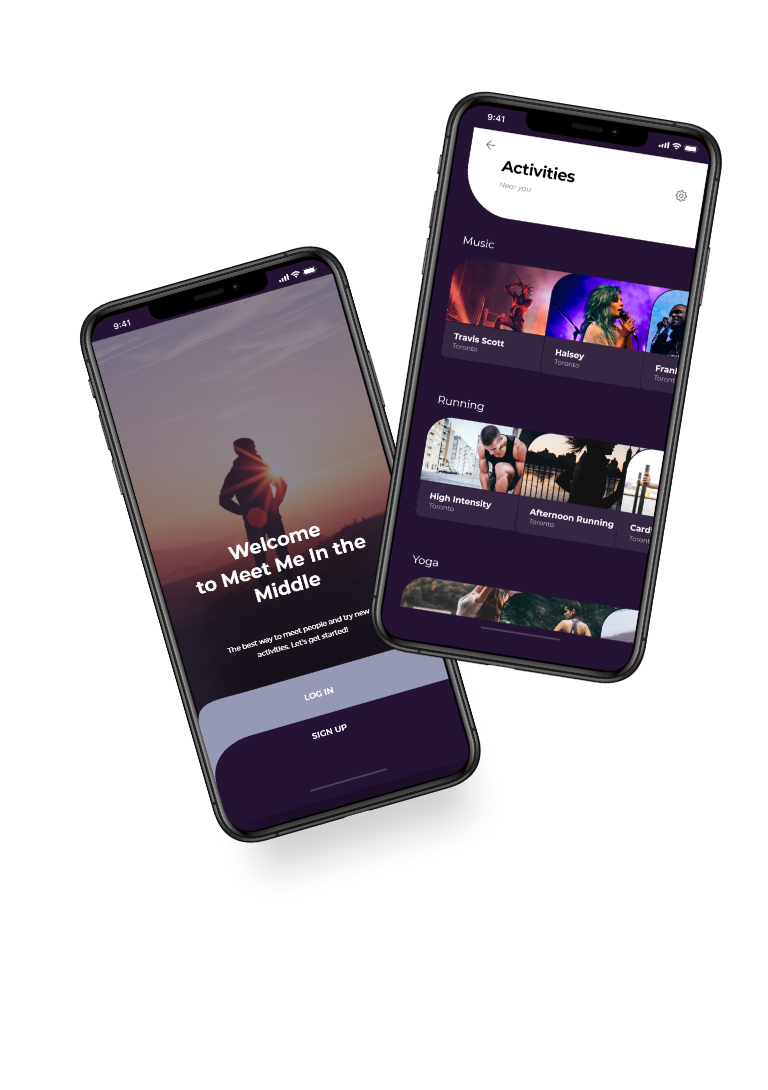 9:41
Welcome
to Meet Me In the
Middle
The best way to meet people and try new
activities. Let's get started!
LOG IN
SIGN UP
9:41
Activities
Near you
Music
Travis Scott
Toronto
Halsey
Toronto
Frank
Toront
Running
High Intensity
Toronto
Afternoon Running
Toronto
Card
Toront
Yoga